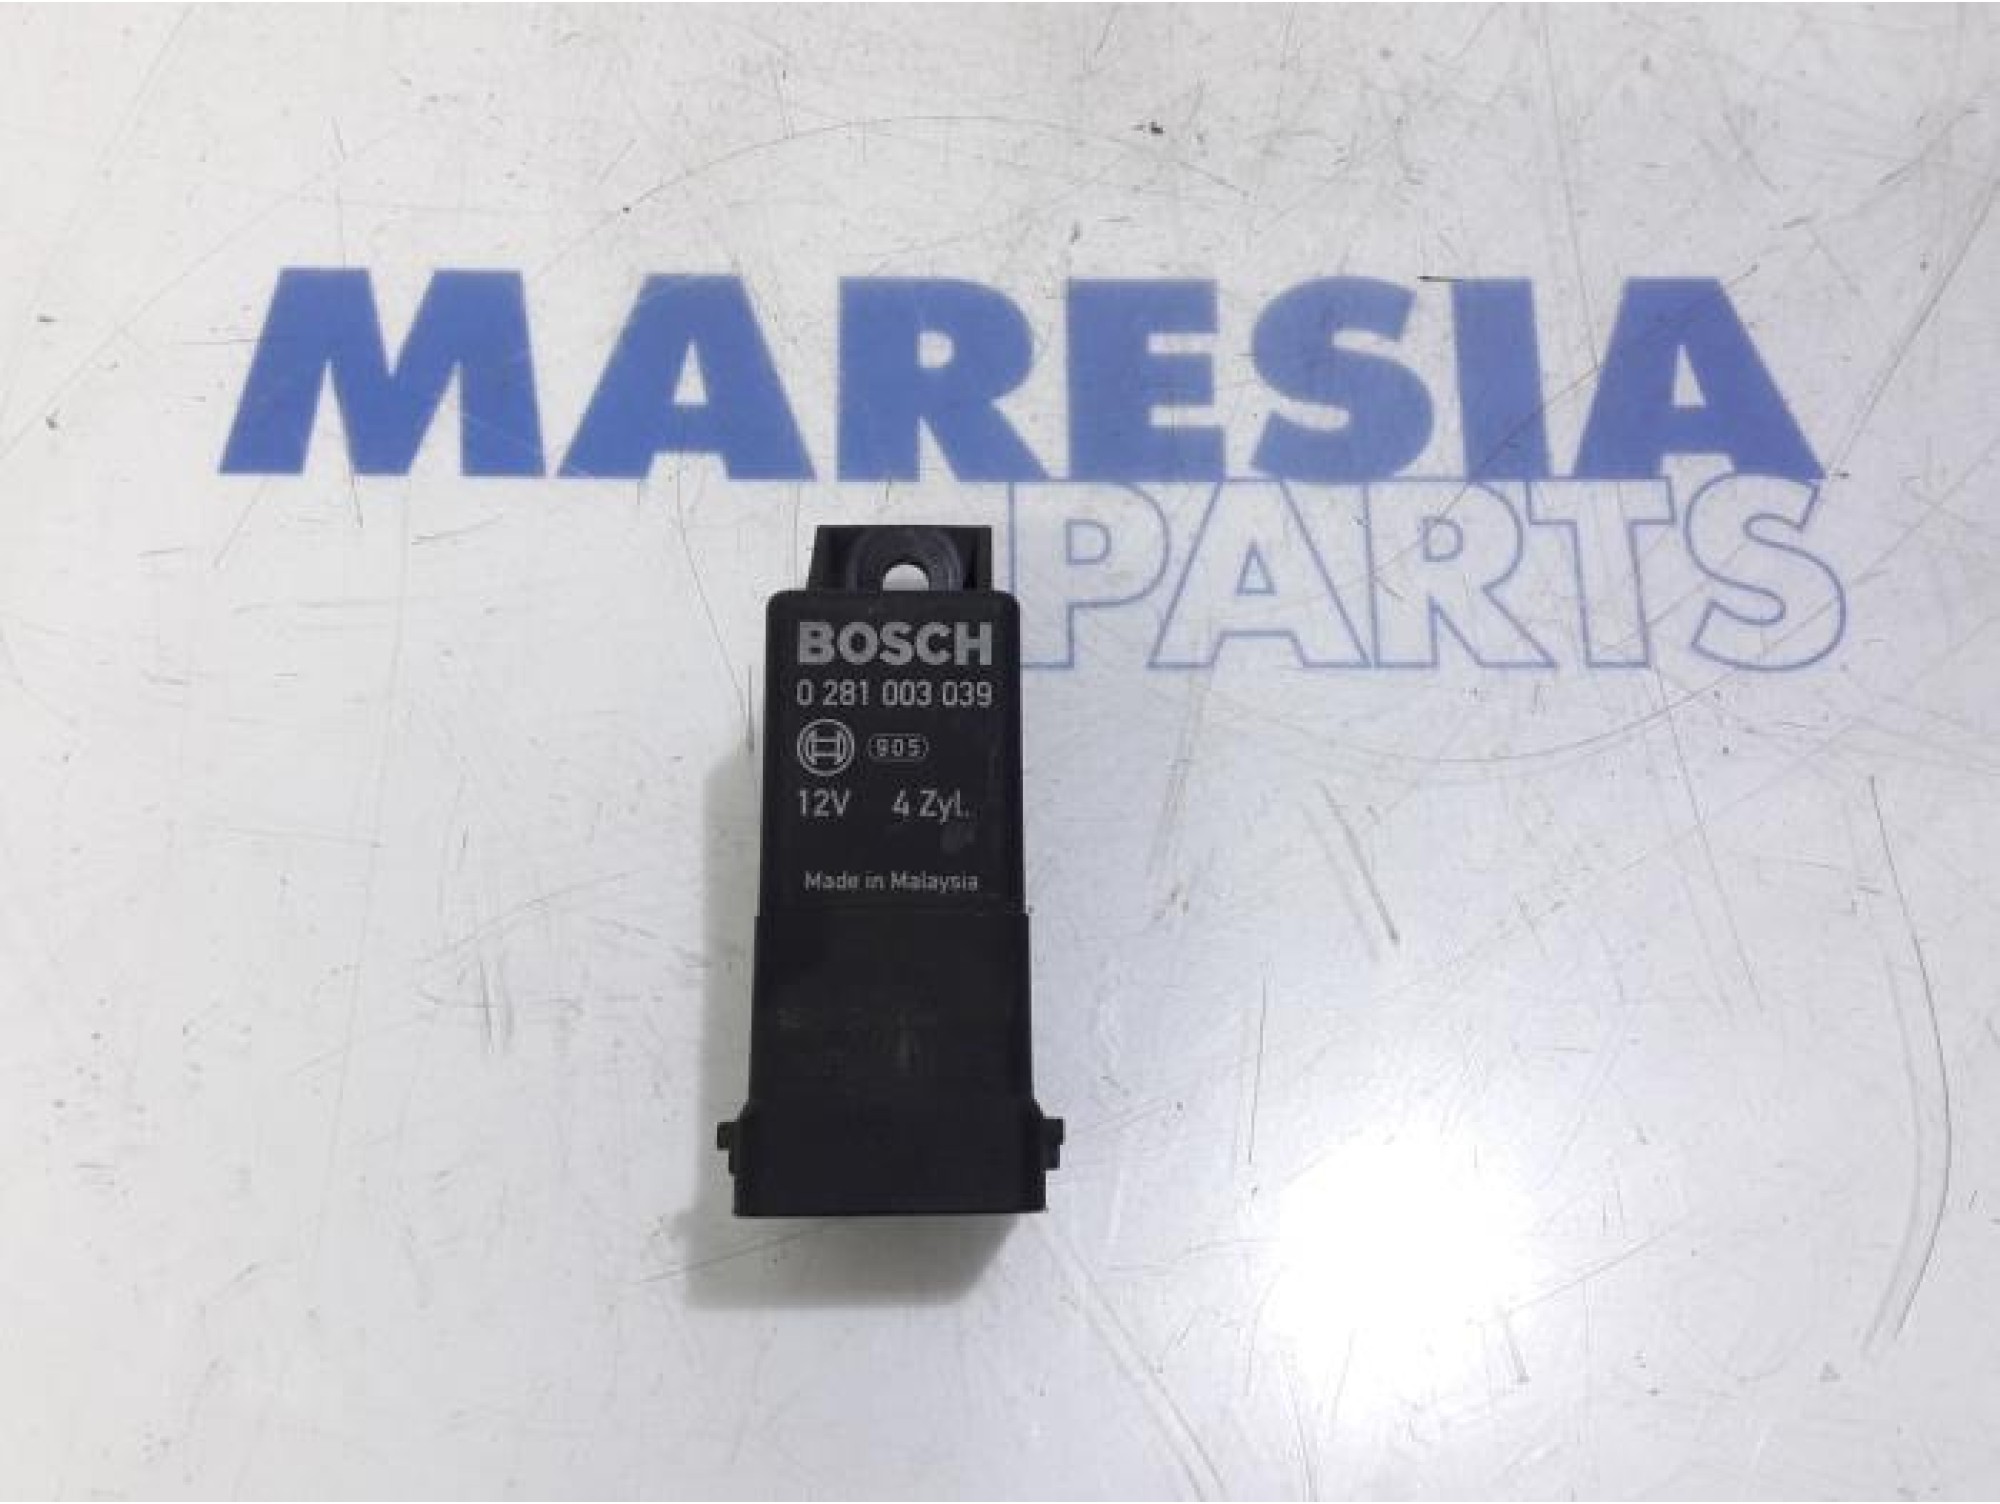 MARESIA
PARTS
BOSCH
0 281 003 039
905
12V 4 Zyl.
Made in Malaysia